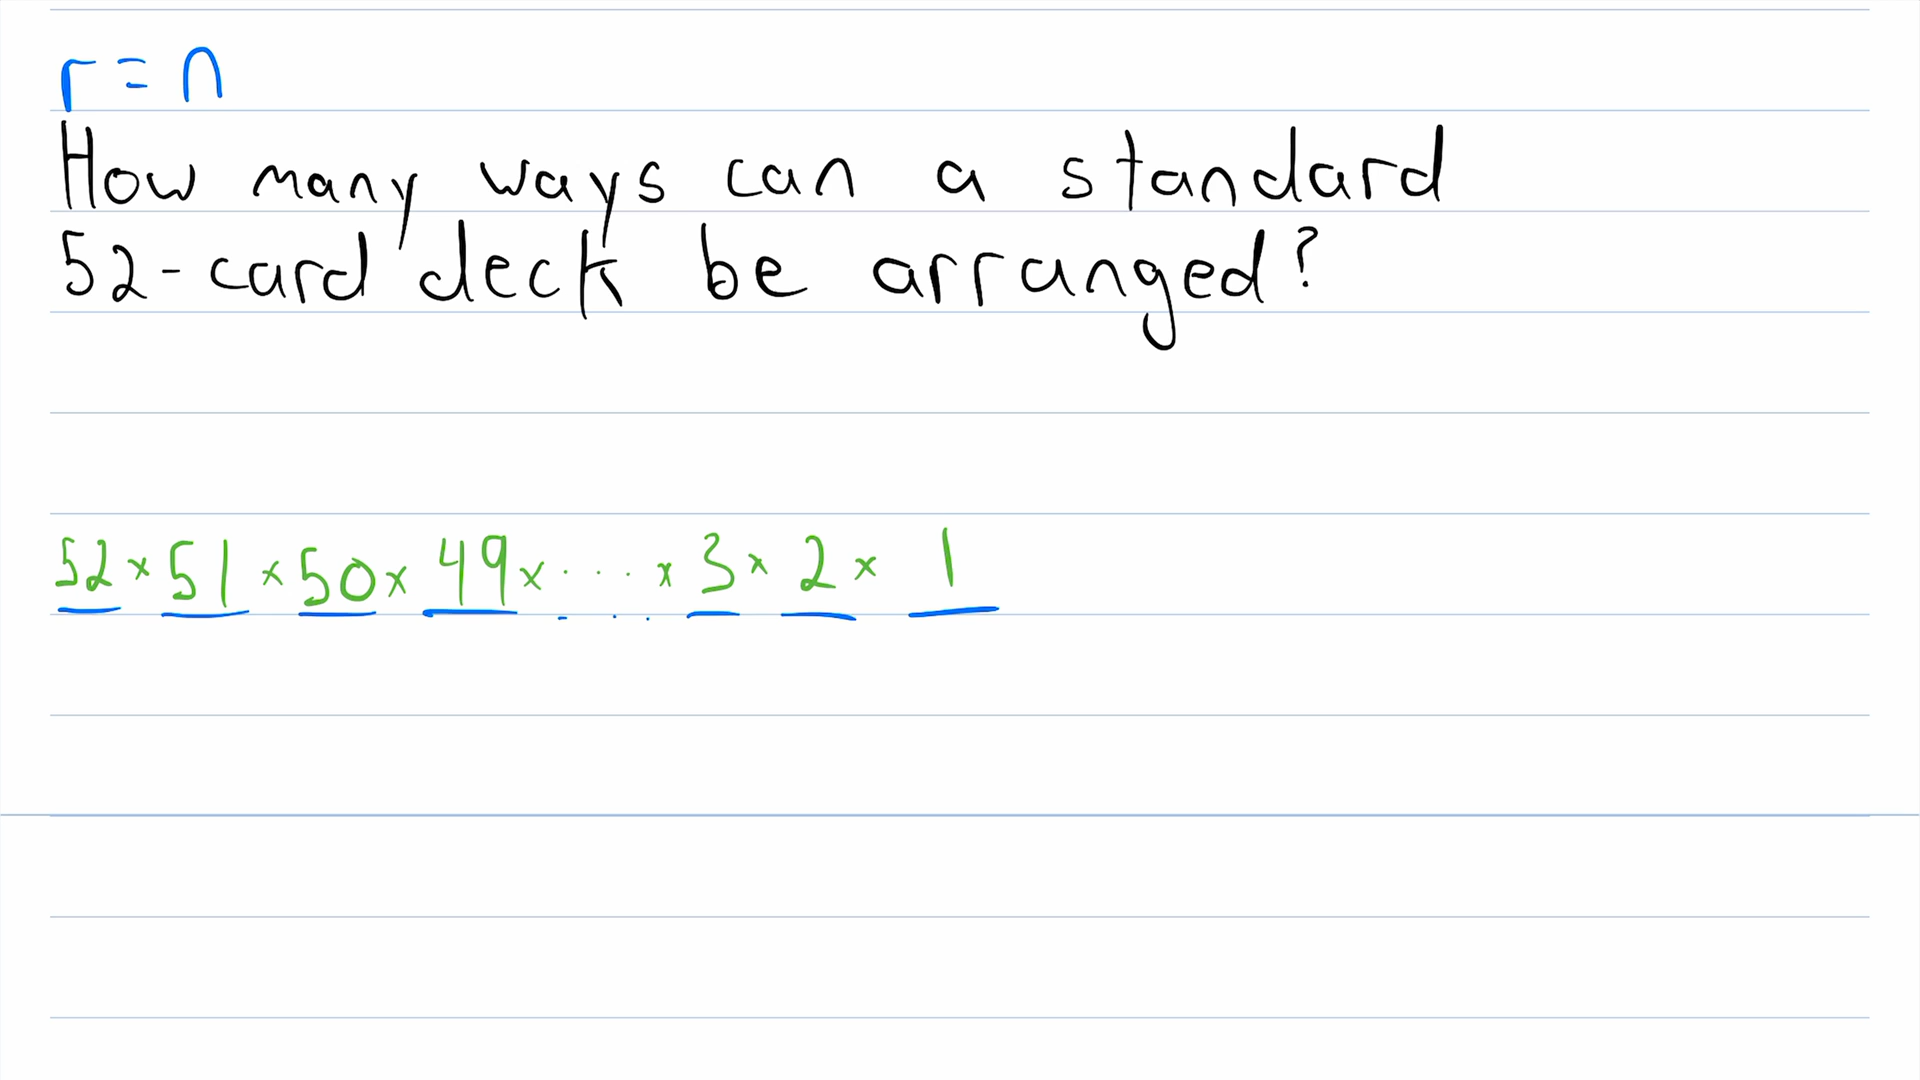 r = n
How many ways can a standard
52-card deck be arranged?
52 × 51 × 50 × 49 × ... × 3 × 2 × 1